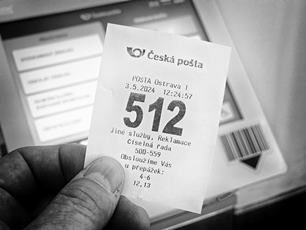 Česká pošta
POŠTA Ostrava 1
3.5.2024 12:24:57
512
Jiné služby, Reklamace
Číselná řada
500-559
Obsloužíme Vás
u přepážek:
4-6
12,13